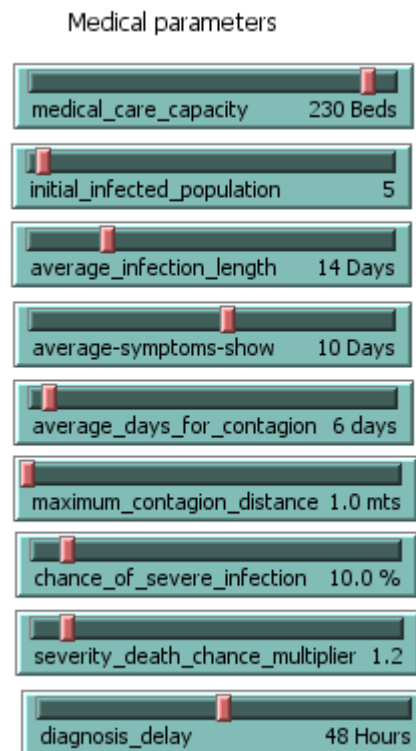 Medical parameters
medical_care_capacity 230 Beds
initial_infected_population 5
average_infection_length 14 Days
average-symptoms-show 10 Days
average_days_for_contagion 6 days
maximum_contagion_distance 1.0 mts
chance_of_severe_infection 10.0 %
severity_death_chance_multiplier 1.2
diagnosis_delay 48 Hours